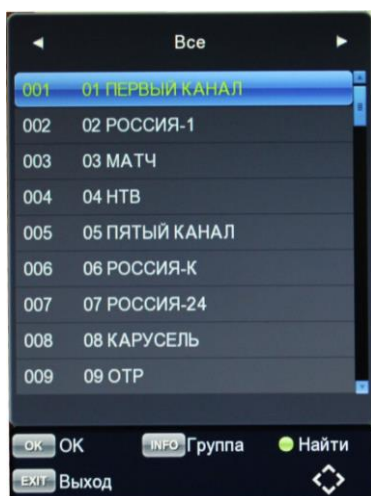 Все
001 01 ПЕРВЫЙ КАНАЛ
002 02 РОССИЯ-1
003 03 МАТЧ
004 04 НТВ
005 05 ПЯТЫЙ КАНАЛ
006 06 РОССИЯ-К
007 07 РОССИЯ-24
008 08 КАРУСЕЛЬ
009 09 ОТР
OK OK INFO Группа Найти
EXIT Выход